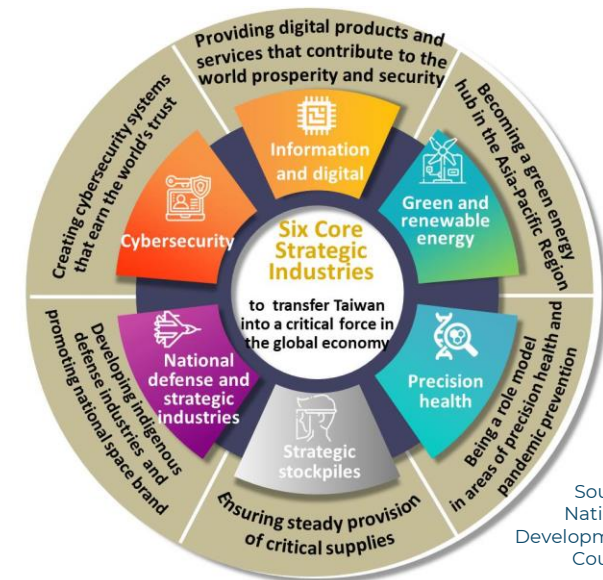 Six Core
Strategic
Industries
to transfer Taiwan
into a critical force in
the global economy
Providing digital products and
services that contribute to the
world prosperity and security
Information
and digital
Becoming a green energy
hub in the Asia-Pacific Region
Green and
renewable
energy
Being a role model
in areas of precision health and
pandemic prevention
Precision
health
Ensuring steady provision
of critical supplies
Strategic
stockpiles
Developing indigenous
defense industries and
promoting national space brand
National
defense and
strategic
industries
Creating cybersecurity systems
that earn the world's trust
Cybersecurity
Sou
Nati
Developm
Cou